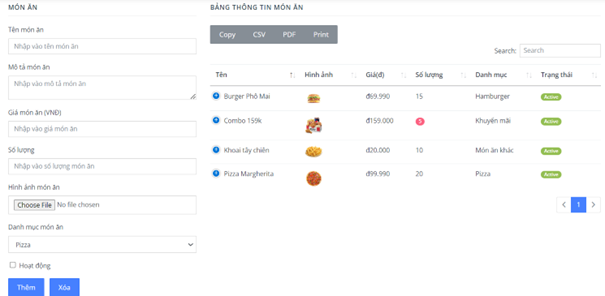 MÓN ĂN
Tên món ăn
Nhập vào tên món ăn
Mô tả món ăn
Nhập vào mô tả món ăn
Giá món ăn (VNĐ)
Nhập vào giá món ăn
Số lượng
Nhập vào số lượng món ăn
Hình ảnh món ăn
Choose File No file chosen
Danh mục món ăn
Pizza
Hoạt động
Thêm Xóa
BẢNG THÔNG TIN MÓN ĂN
Copy CSV PDF Print
Search: Search
Tên Hình ảnh Giá(đ) Số lượng Danh mục Trạng thái
Burger Phô Mai đ69.990 15 Hamburger Active
Combo 159k đ159.000 5 Khuyến mãi Active
Khoai tây chiên đ20.000 10 Món ăn khác Active
Pizza Margherita đ99.990 20 Pizza Active
1